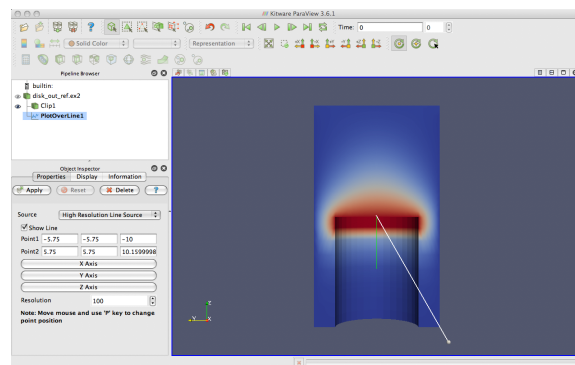 Kitware ParaView 3.6.1
Time: 0
0
Solid Color
Representation
Pipeline Browser
builtin:
disk_out_ref.ex2
Clip1
PlotOverLine1
Object Inspector
Properties Display Information
Apply Reset Delete ?
Source High Resolution Line Source
Show Line
Point1 -5.75 -5.75 -10
Point2 5.75 5.75 10.1599998
X Axis
Y Axis
Z Axis
Resolution 100
Note: Move mouse and use 'P' key to change
point position
Z
Y X